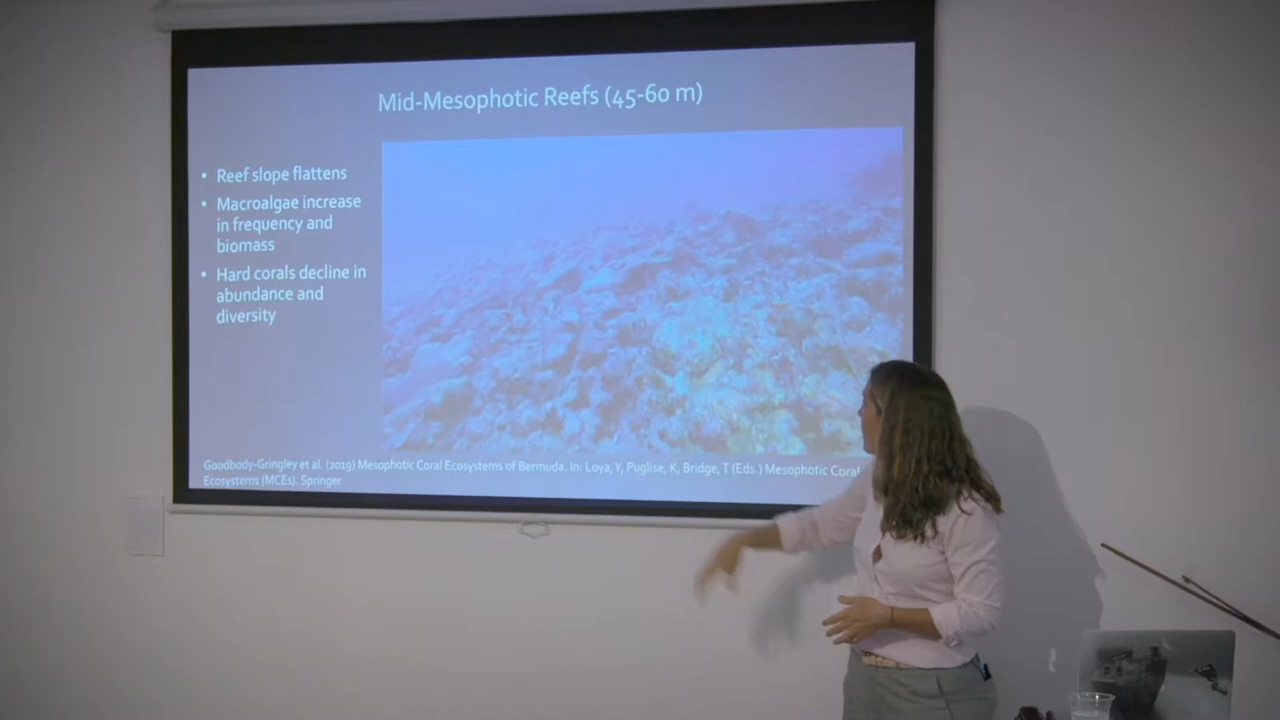 Mid-Mesophotic Reefs (45-60 m)
• Reef slope flattens
• Macroalgae increase
in frequency and
biomass
• Hard corals decline in
abundance and
diversity
Goodbody-Gringley et al. (2019) Mesophotic Coral Ecosystems of Bermuda. In: Loya, Y, Puglise, K, Bridge, T (Eds.) Mesophotic Coral
Ecosystems (MCEs). Springer